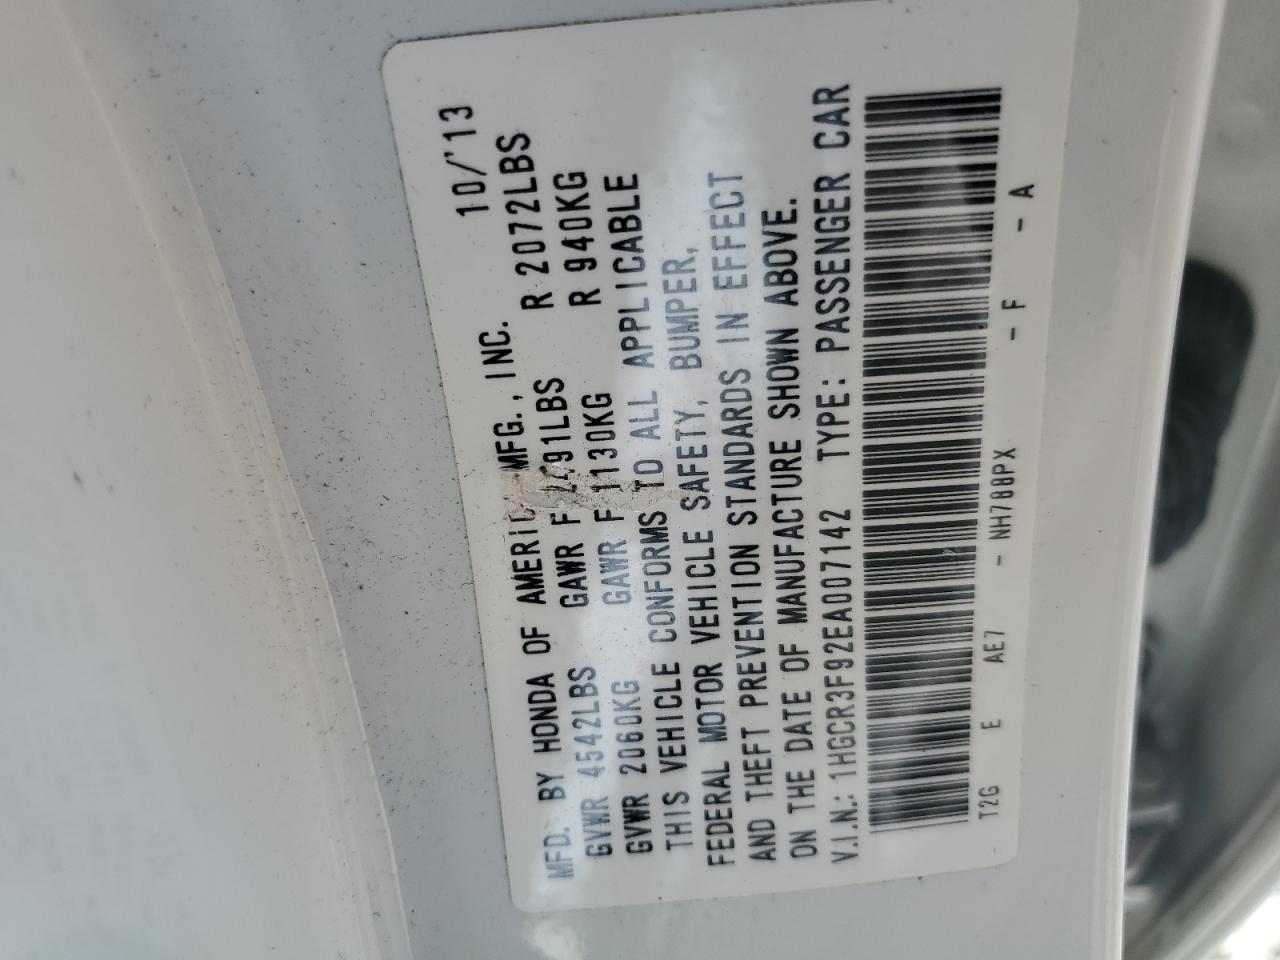 MFD. BY HONDA OF AMERICA MFG., INC. 10/'13
GVWR 4542LBS GAWR F 2491LBS R 2072LBS
GVWR 2060KG GAWR F 1130KG R 940KG
THIS VEHICLE CONFORMS TO ALL APPLICABLE
FEDERAL MOTOR VEHICLE SAFETY, BUMPER,
AND THEFT PREVENTION STANDARDS IN EFFECT
ON THE DATE OF MANUFACTURE SHOWN ABOVE.
V.I.N.: 1HGCR3F92EA007142 TYPE: PASSENGER CAR
T2G E AE7 - NH788PX - F - A